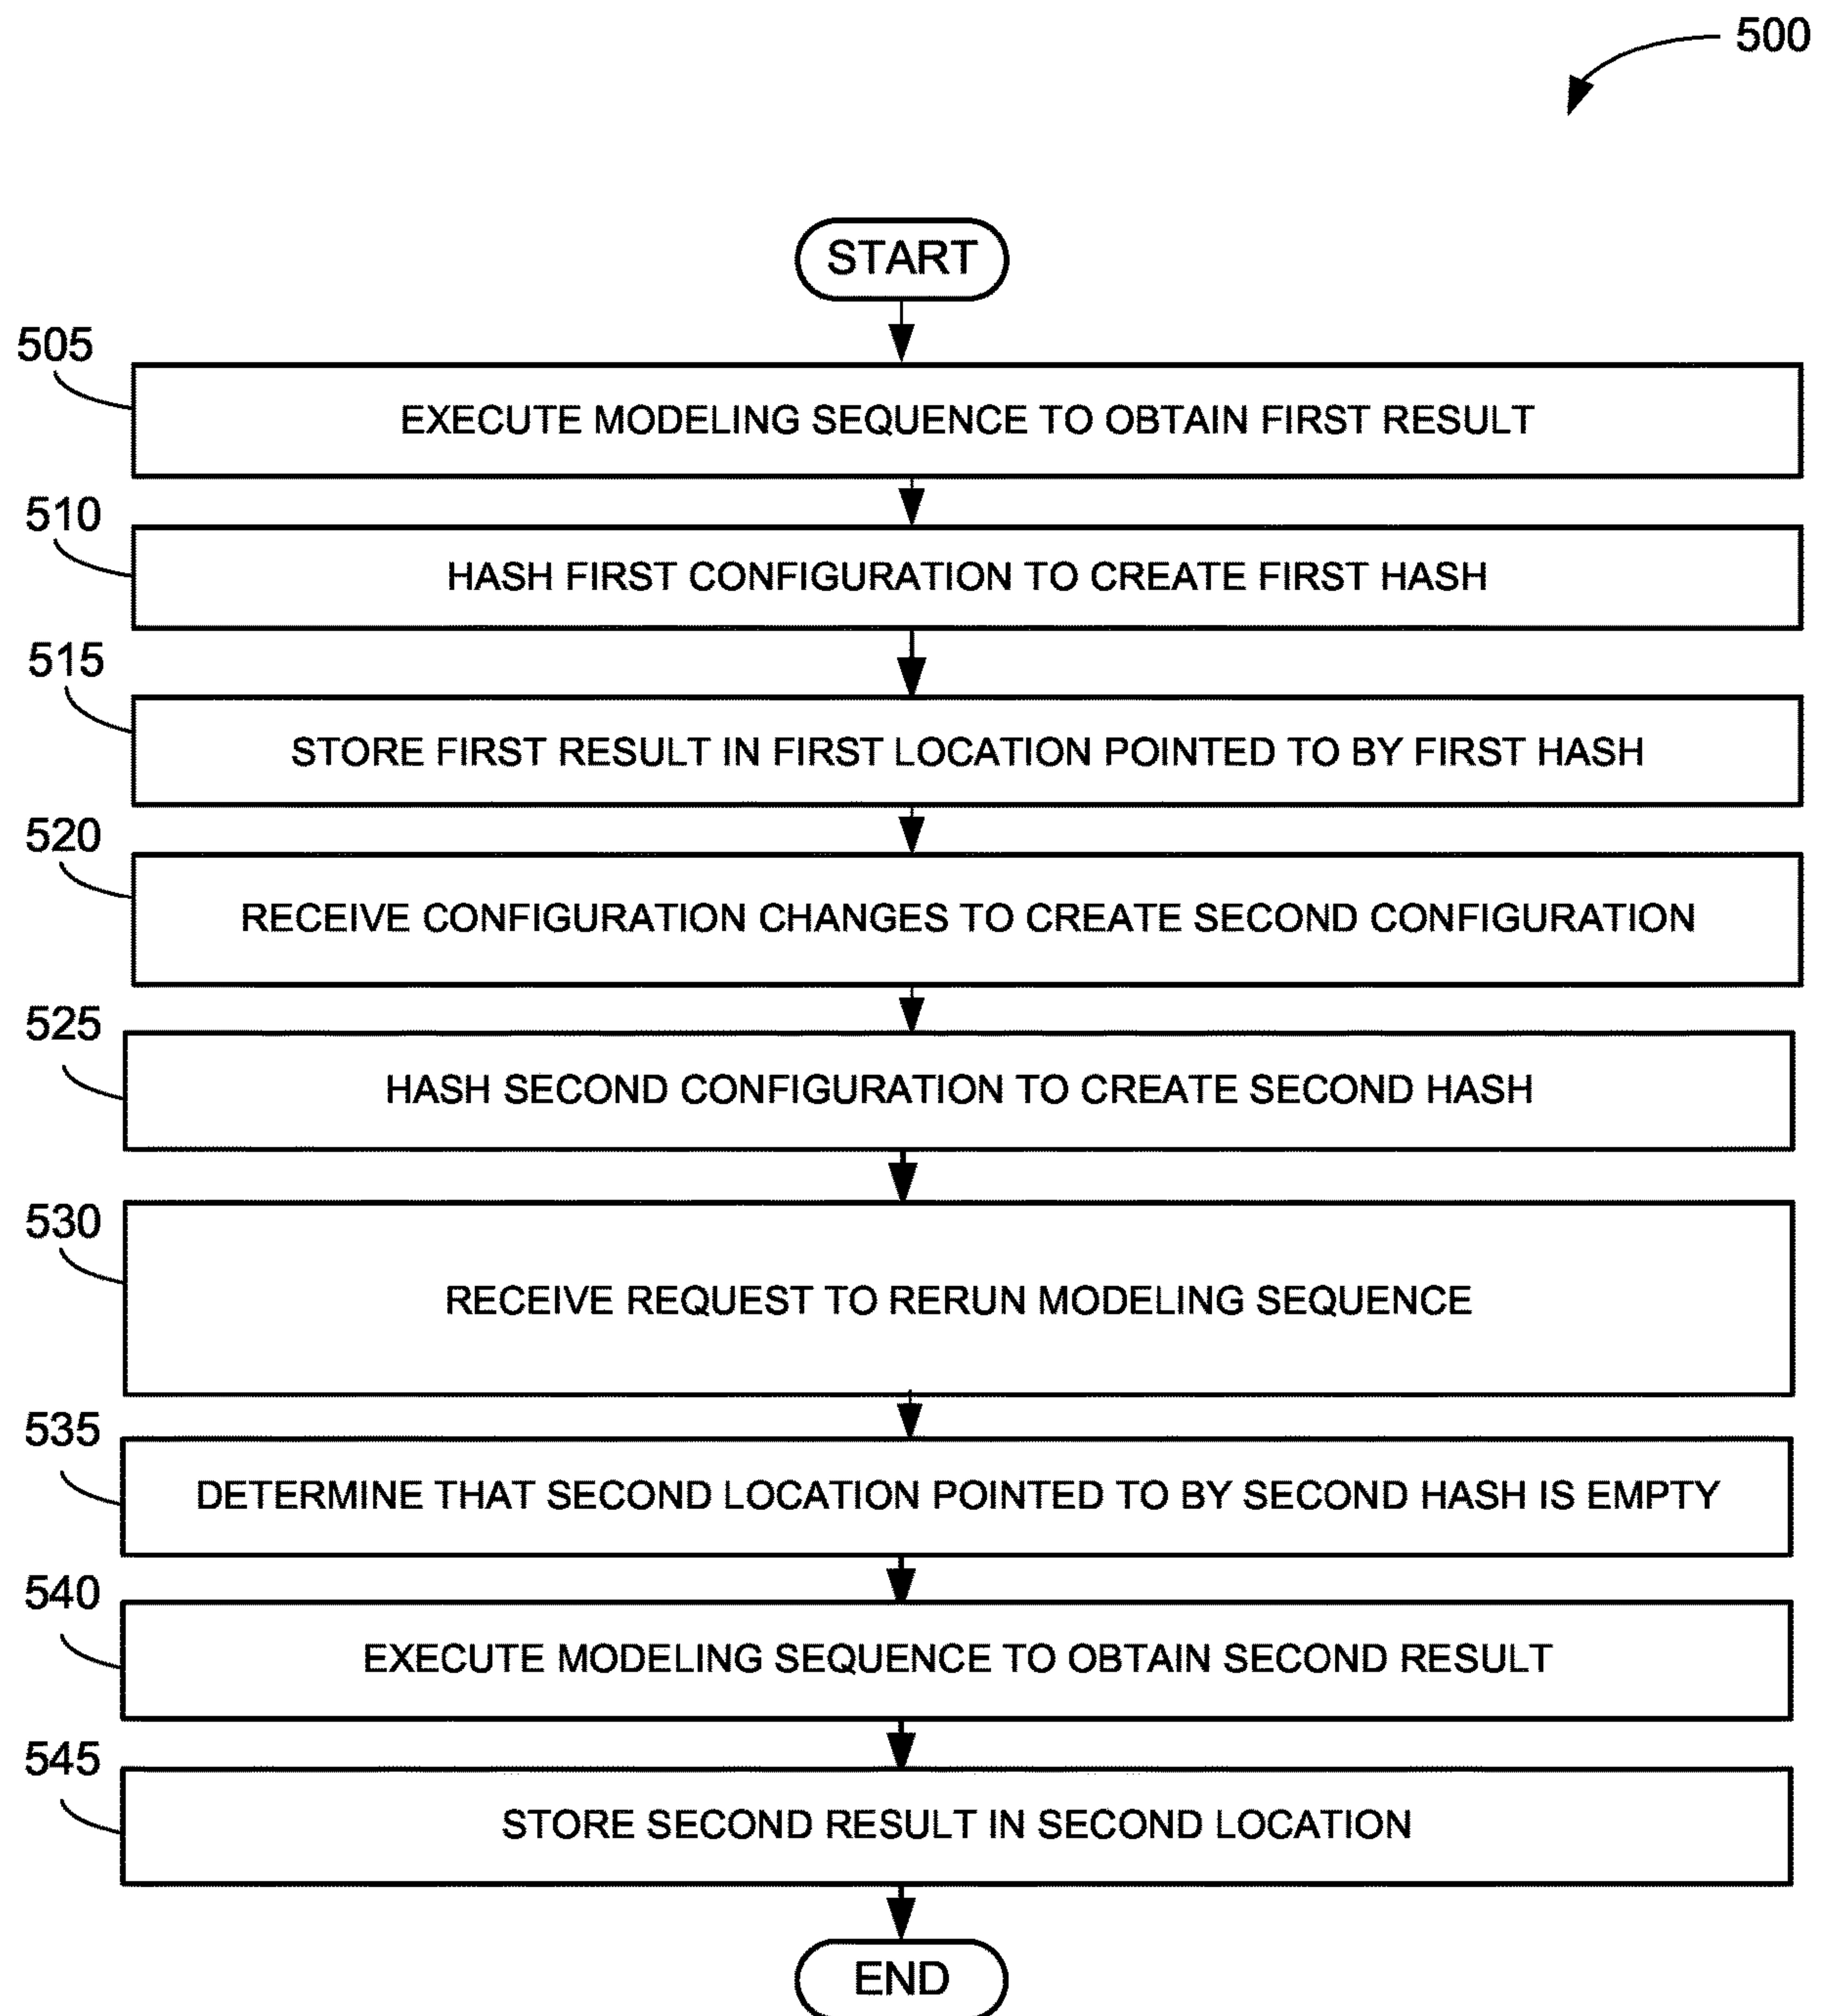 500
START
505
EXECUTE MODELING SEQUENCE TO OBTAIN FIRST RESULT
510
HASH FIRST CONFIGURATION TO CREATE FIRST HASH
515
STORE FIRST RESULT IN FIRST LOCATION POINTED TO BY FIRST HASH
520
RECEIVE CONFIGURATION CHANGES TO CREATE SECOND CONFIGURATION
525
HASH SECOND CONFIGURATION TO CREATE SECOND HASH
530
RECEIVE REQUEST TO RERUN MODELING SEQUENCE
535
DETERMINE THAT SECOND LOCATION POINTED TO BY SECOND HASH IS EMPTY
540
EXECUTE MODELING SEQUENCE TO OBTAIN SECOND RESULT
545
STORE SECOND RESULT IN SECOND LOCATION
END